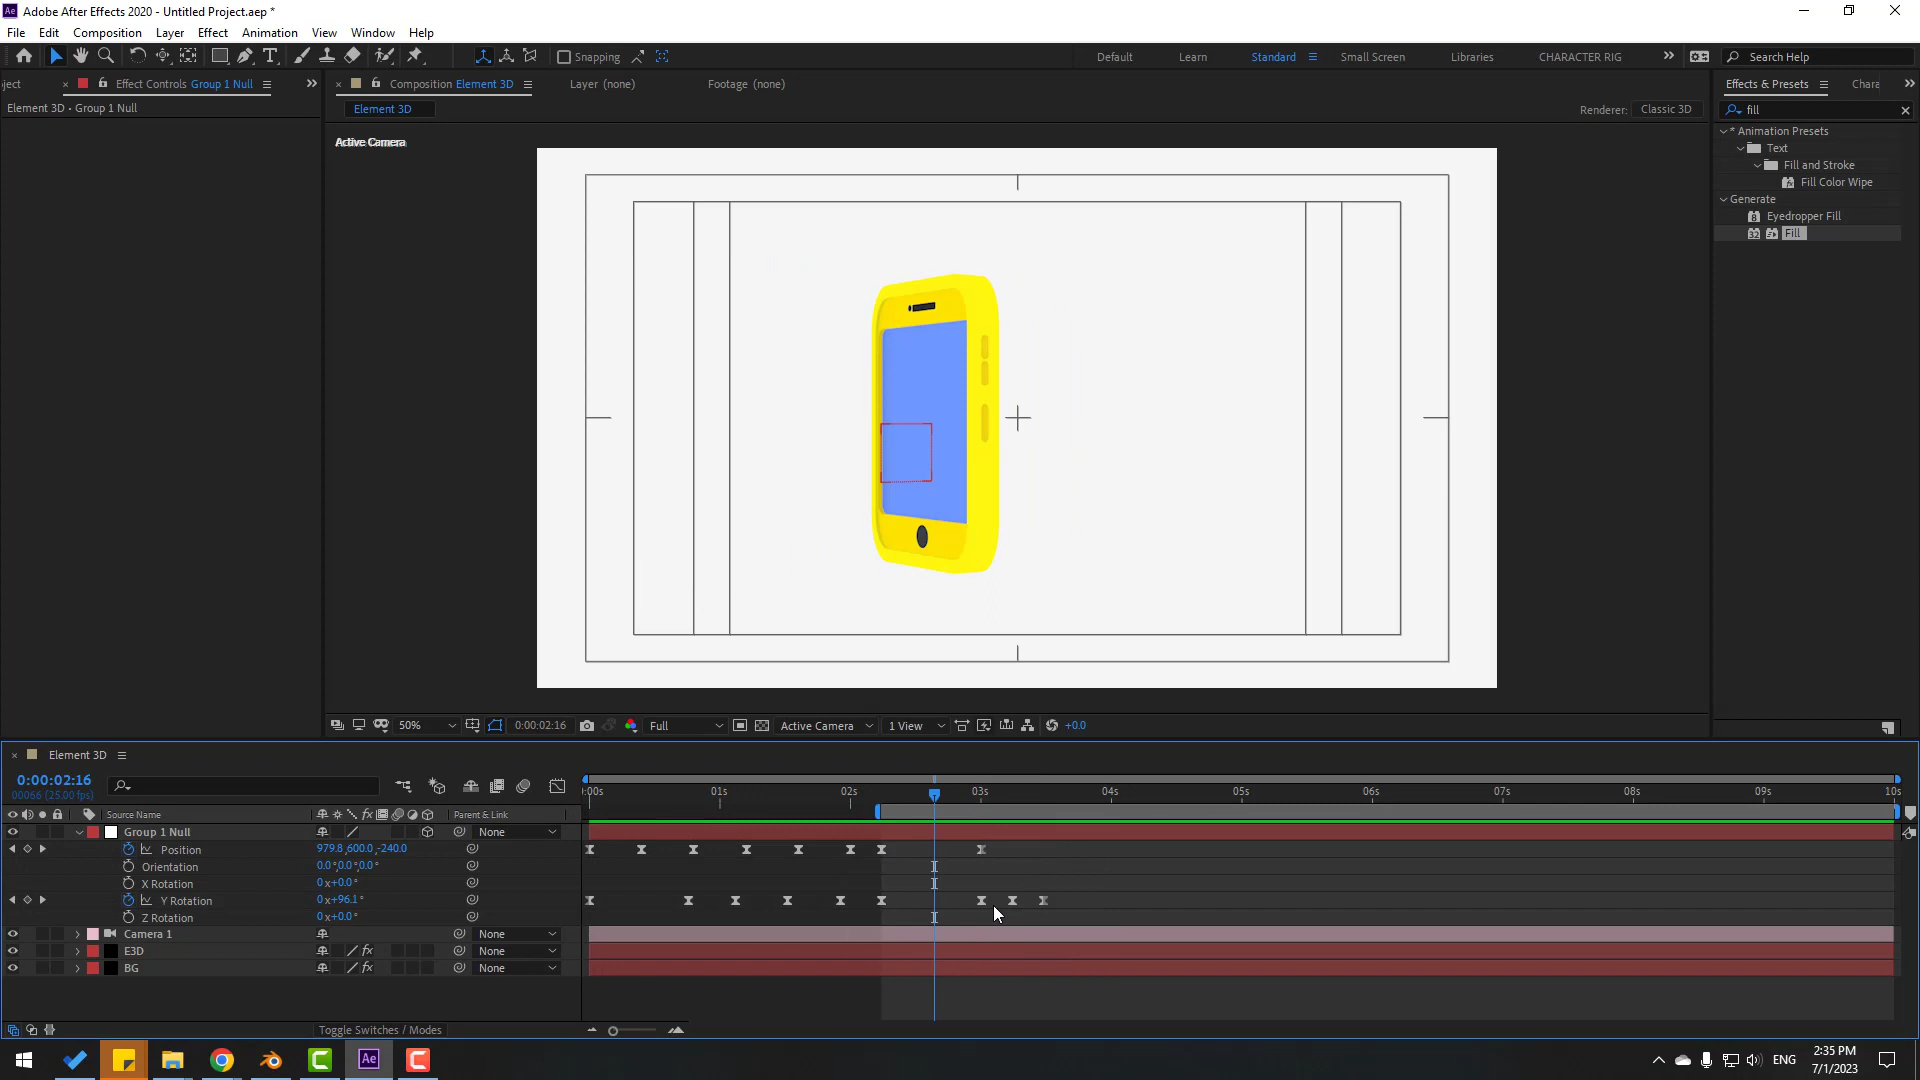 Adobe After Effects 2020 - Untitled Project.aep *
File Edit Composition Layer Effect Animation View Window Help
Snapping
Default Learn Standard Small Screen Libraries CHARACTER RIG Search Help
ject Effect Controls Group 1 Null
Element 3D • Group 1 Null
Composition Element 3D Layer (none) Footage (none)
Element 3D
Renderer: Classic 3D
Active Camera
Effects & Presets Chara
fill
* Animation Presets
Text
Fill and Stroke
Fill Color Wipe
Generate
Eyedropper Fill
Fill
50% 0:00:02:16 Full Active Camera 1 View +0.0
Element 3D
0:00:02:16
00066 (25.00 fps)
:00s 01s 02s 03s 04s 05s 06s 07s 08s 09s 10s
Source Name Parent & Link
Group 1 Null None
Position 979.8,600.0,-240.0
Orientation 0.0°,0.0°,0.0°
X Rotation 0x+0.0°
Y Rotation 0x+96.1°
Z Rotation 0x+0.0°
Camera 1 None
E3D None
BG None
Toggle Switches / Modes
ENG
2:35 PM
7/1/2023